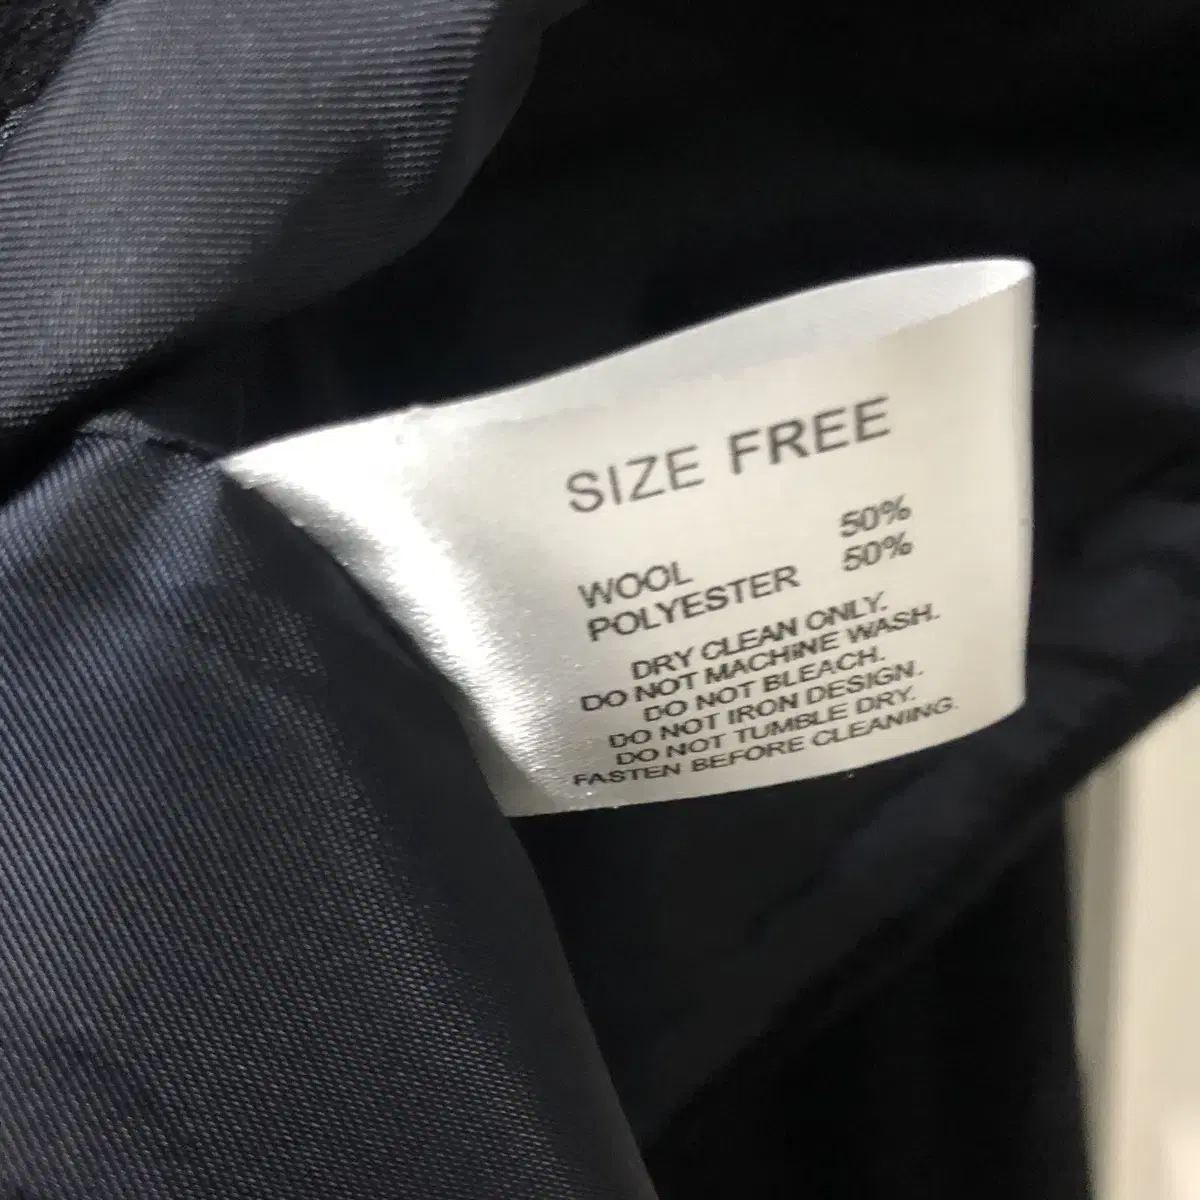 SIZE FREE
WOOL 50%
POLYESTER 50%
DRY CLEAN ONLY.
DO NOT MACHINE WASH.
DO NOT BLEACH.
DO NOT IRON DESIGN.
DO NOT TUMBLE DRY.
FASTEN BEFORE CLEANING.